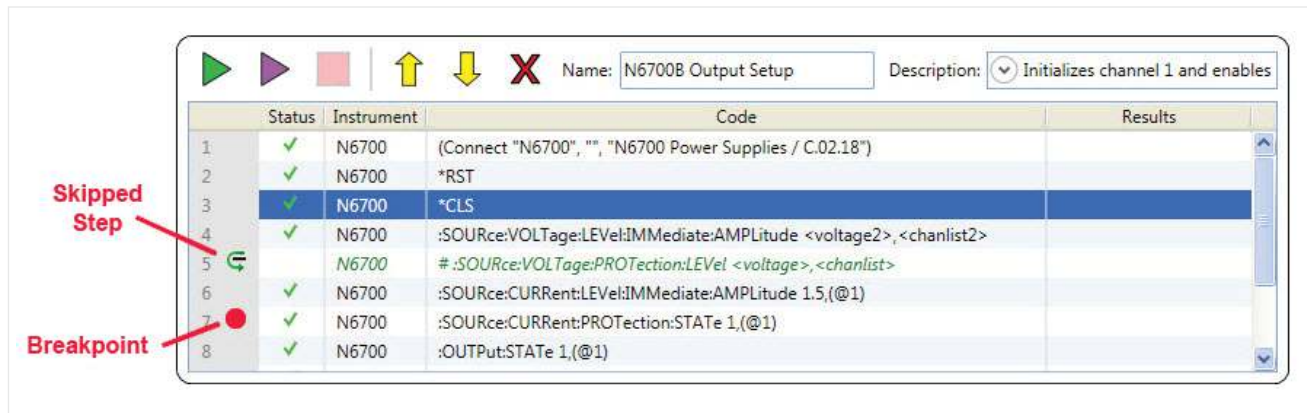 Name: N6700B Output Setup Description: Initializes channel 1 and enables
Status Instrument Code Results
1 N6700 (Connect "N6700", "", "N6700 Power Supplies / C.02.18")
2 N6700 *RST
3 N6700 *CLS
Skipped
Step
4 N6700 :SOURce:VOLTage:LEVel:IMMediate:AMPLitude <voltage2>,<chanlist2>
5 N6700 # :SOURce:VOLTage:PROTection:LEVel <voltage>,<chanlist>
6 N6700 :SOURce:CURRent:LEVel:IMMediate:AMPLitude 1.5,(@1)
7 N6700 :SOURce:CURRent:PROTection:STATe 1,(@1)
Breakpoint
8 N6700 :OUTPut:STATe 1,(@1)